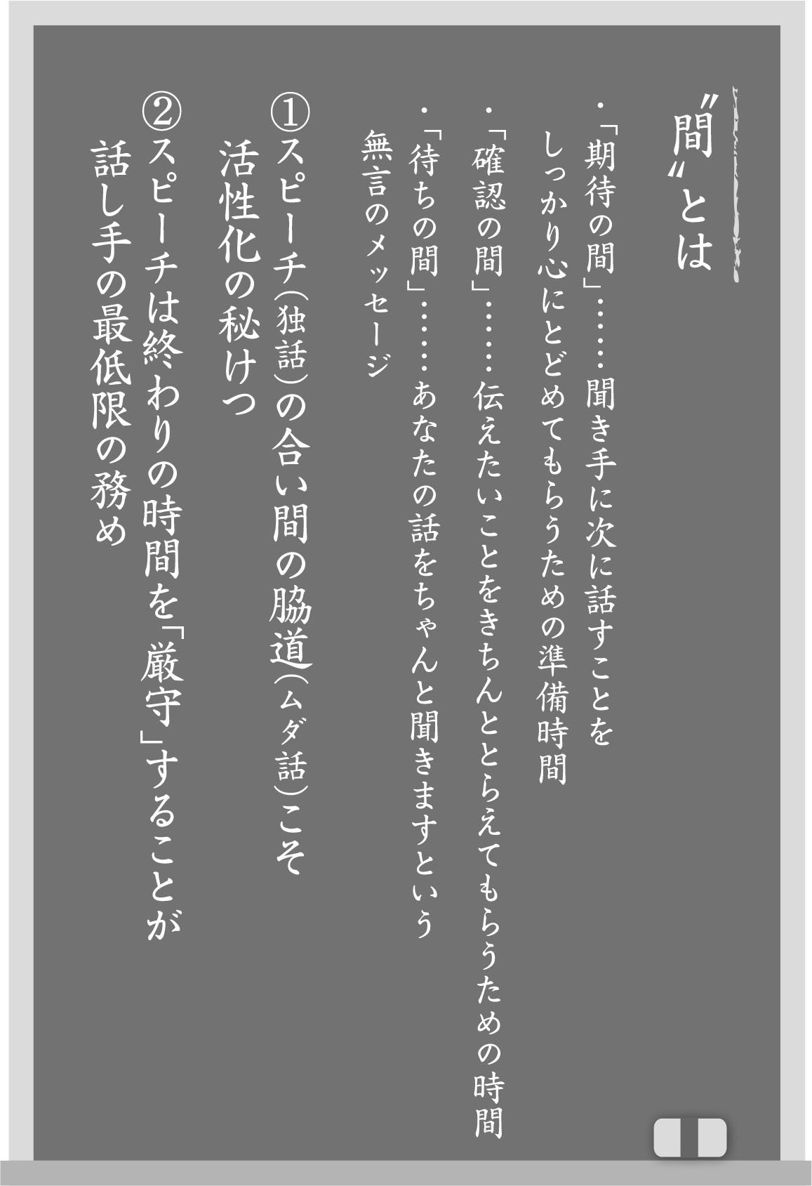 〝間〟とは
・「期待の間」……聞き手に次に話すことを
しっかり心にとどめてもらうための準備時間
・「確認の間」……伝えたいことをきちんととらえてもらうための時間
・「待ちの間」……あなたの話をちゃんと聞きますという
無言のメッセージ
①スピーチ(独話)の合い間の脇道(ムダ話)こそ
活性化の秘けつ
②スピーチは終わりの時間を「厳守」することが
話し手の最低限の務め